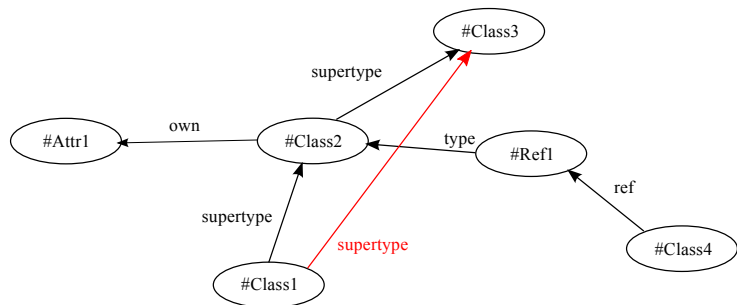 #Class3
supertype
own
#Attr1
#Class2
type
#Ref1
ref
supertype
supertype
#Class4
#Class1